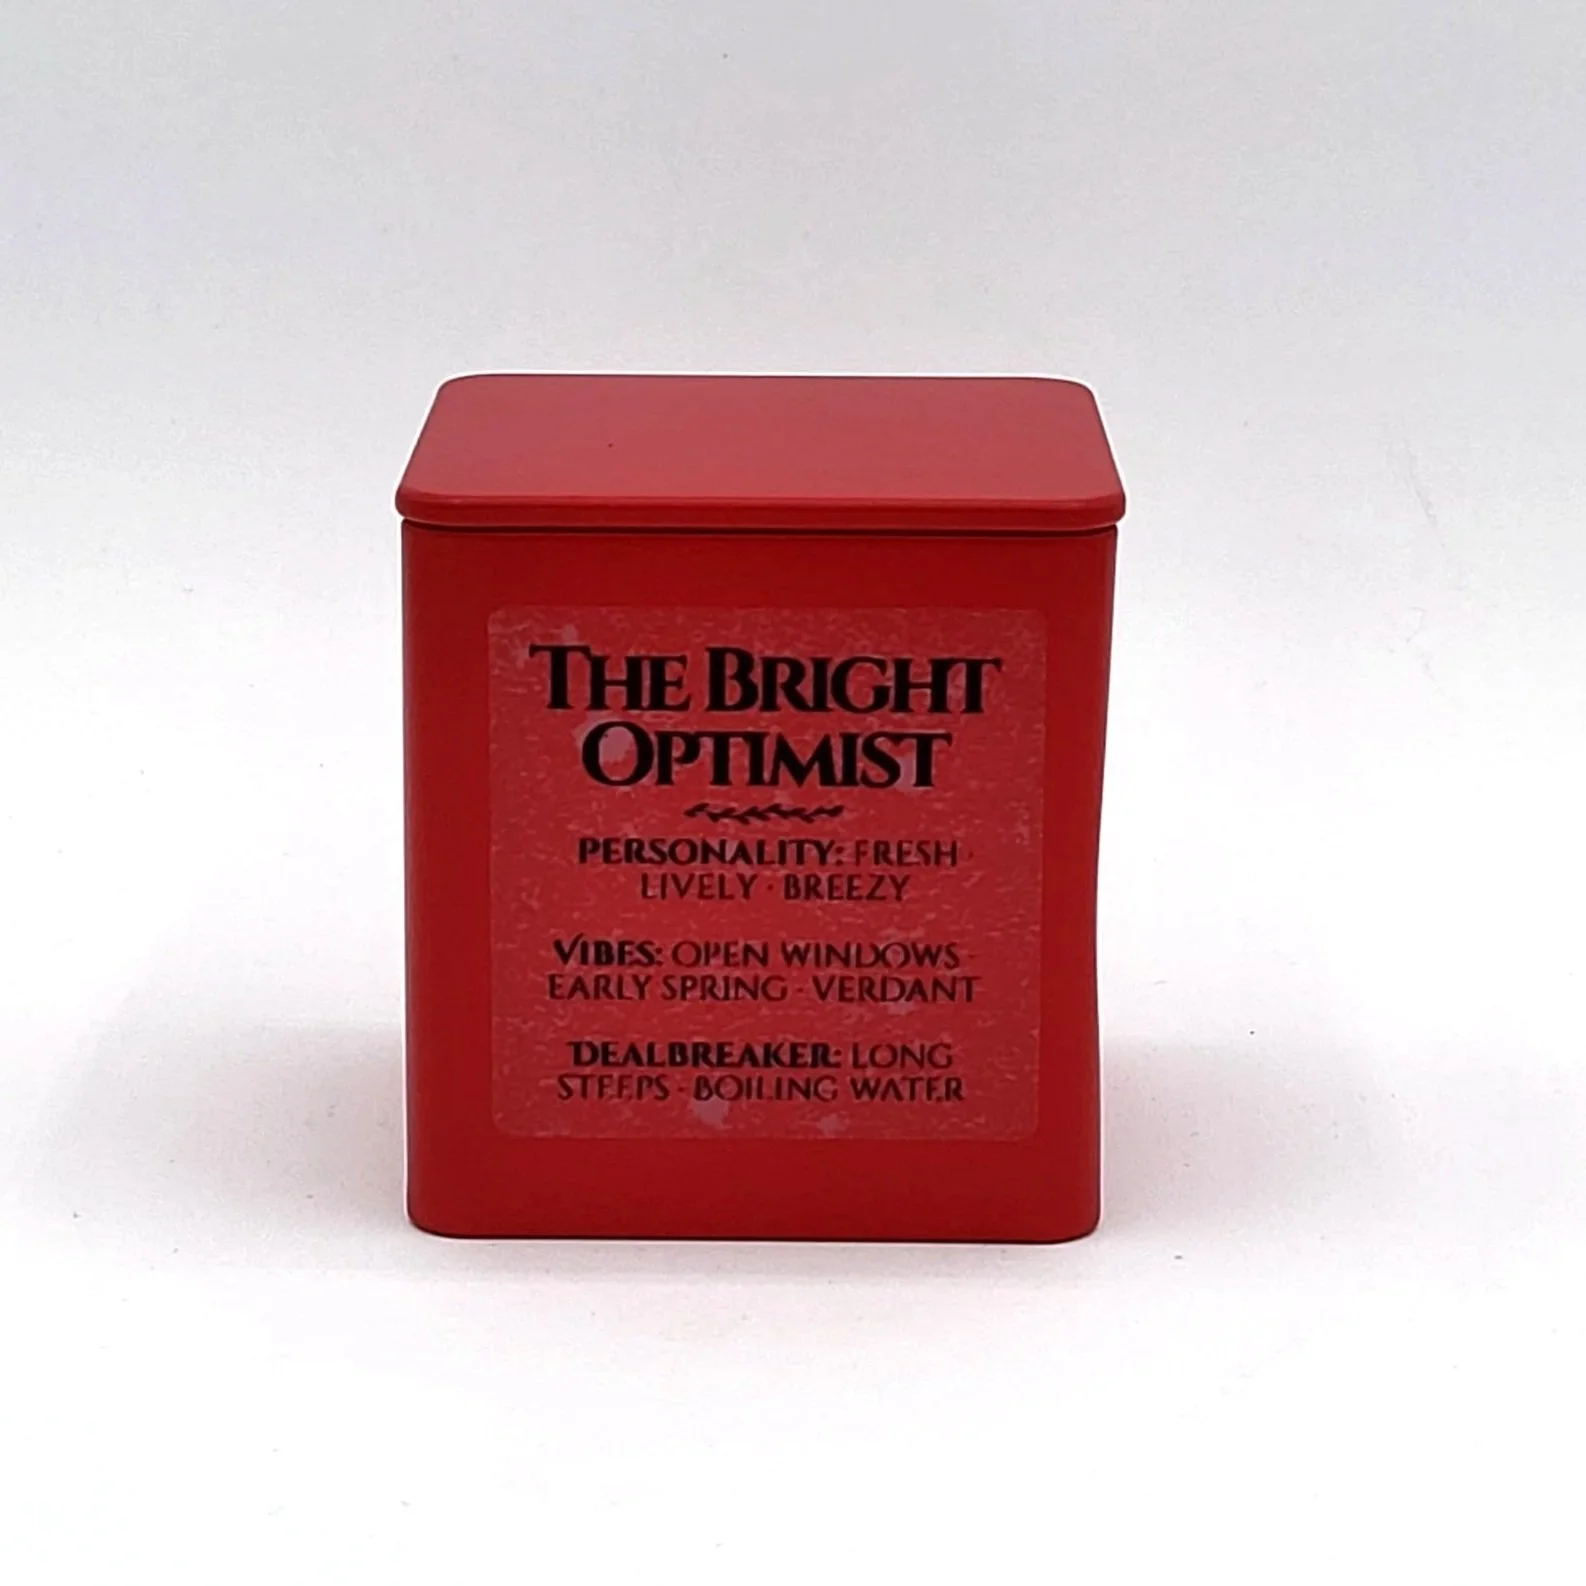 THE BRIGHT
OPTIMIST
PERSONALITY: FRESH ·
LIVELY · BREEZY
VIBES: OPEN WINDOWS ·
EARLY SPRING · VERDANT
DEALBREAKER: LONG
STEEPS · BOILING WATER